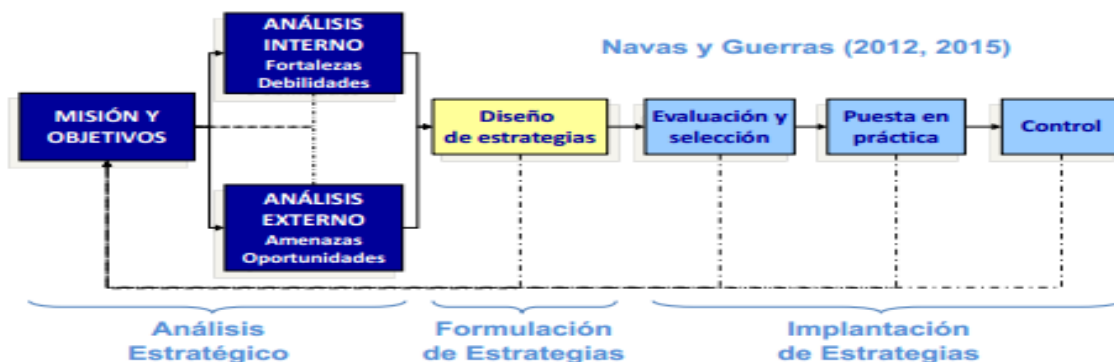 ANÁLISIS
INTERNO
Fortalezas
Debilidades
Navas y Guerras (2012, 2015)
MISIÓN Y
OBJETIVOS
Diseño
de estrategias
Evaluación y
selección
Puesta en
práctica
Control
ANÁLISIS
EXTERNO
Amenazas
Oportunidades
Análisis
Estratégico
Formulación
de Estrategias
Implantación
de Estrategias